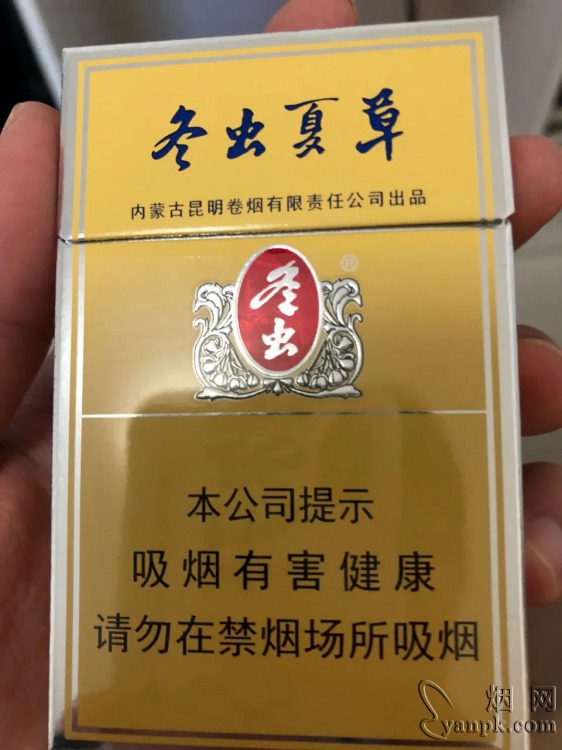 冬虫夏草
内蒙古昆明卷烟有限责任公司出品
冬虫
®
本公司提示
吸烟有害健康
请勿在禁烟场所吸烟
烟网
yanpk.com